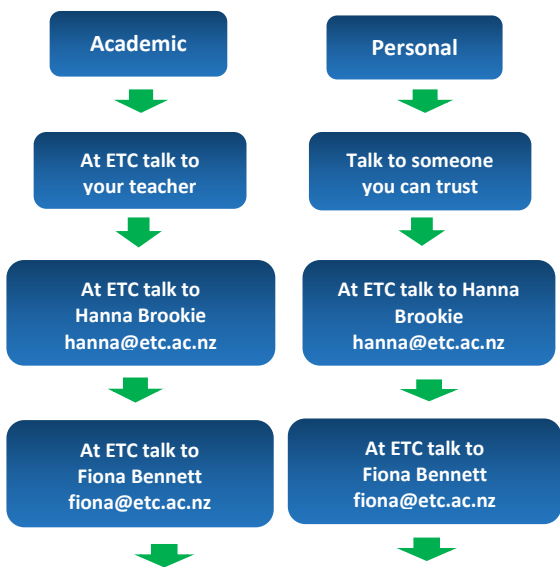 Academic
Personal
At ETC talk to
your teacher
Talk to someone
you can trust
At ETC talk to
Hanna Brookie
hanna@etc.ac.nz
At ETC talk to Hanna
Brookie
hanna@etc.ac.nz
At ETC talk to
Fiona Bennett
fiona@etc.ac.nz
At ETC talk to
Fiona Bennett
fiona@etc.ac.nz